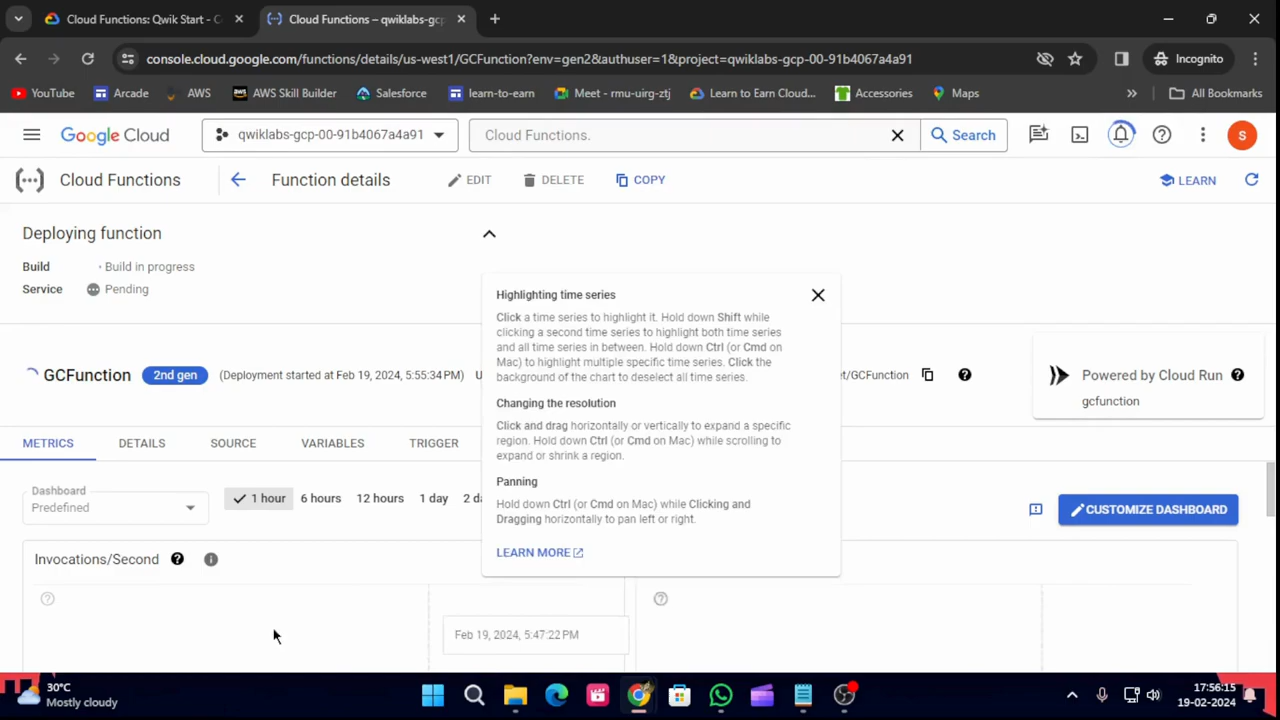 Cloud Functions: Qwik Start - C
Cloud Functions – qwiklabs-gcp
console.cloud.google.com/functions/details/us-west1/GCFunction?env=gen2&authuser=1&project=qwiklabs-gcp-00-91b4067a4a91
Incognito
YouTube
Arcade
AWS
AWS Skill Builder
Salesforce
learn-to-earn
Meet - rmu-uirg-ztj
Learn to Earn Cloud...
Accessories
Maps
All Bookmarks
Google Cloud
qwiklabs-gcp-00-91b4067a4a91
Cloud Functions.
Search
S
Cloud Functions
Function details
EDIT
DELETE
COPY
LEARN
Deploying function
Build
Build in progress
Service
Pending
Highlighting time series
Click a time series to highlight it. Hold down Shift while
clicking a second time series to highlight both time series
and all time series in between. Hold down Ctrl (or Cmd on
Mac) to highlight multiple specific time series. Click the
background of the chart to deselect all time series.
Changing the resolution
Click and drag horizontally or vertically to expand a specific
region. Hold down Ctrl (or Cmd on Mac) while scrolling to
expand or shrink a region.
Panning
Hold down Ctrl (or Cmd on Mac) while Clicking and
Dragging horizontally to pan left or right.
LEARN MORE
GCFunction
2nd gen
(Deployment started at Feb 19, 2024, 5:55:34 PM)
et/GCFunction
Powered by Cloud Run
gcfunction
METRICS
DETAILS
SOURCE
VARIABLES
TRIGGER
Dashboard
Predefined
1 hour
6 hours
12 hours
1 day
2 da
CUSTOMIZE DASHBOARD
Invocations/Second
Feb 19, 2024, 5:47:22 PM
30°C
Mostly cloudy
17:56:15
19-02-2024